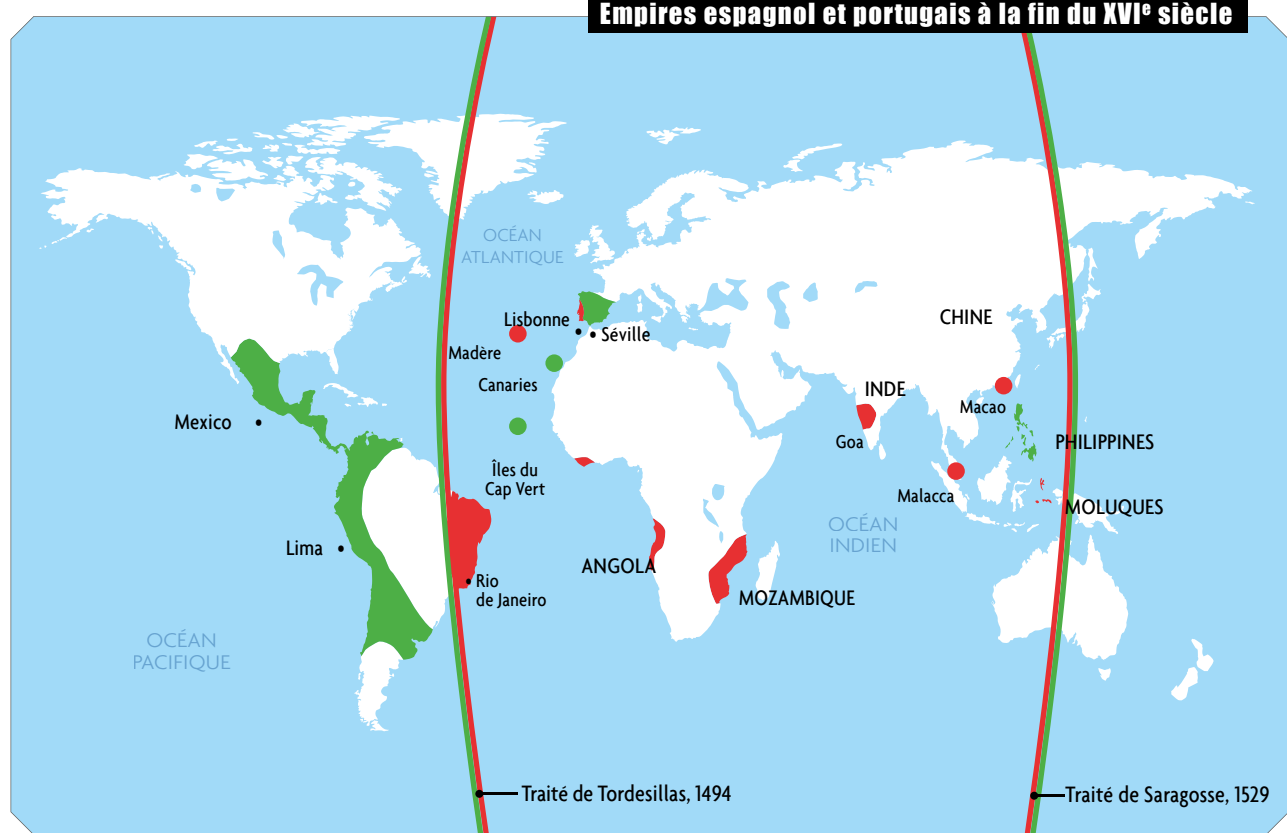 Empires espagnol et portugais à la fin du XVIe siècle
OCÉAN
ATLANTIQUE
Lisbonne
Séville
Madère
Canaries
CHINE
INDE
Macao
Goa
Mexico
PHILIPPINES
Îles du
Cap Vert
Malacca
MOLUQUES
OCÉAN
INDIEN
Lima
ANGOLA
Rio
de Janeiro
MOZAMBIQUE
OCÉAN
PACIFIQUE
Traité de Tordesillas, 1494
Traité de Saragosse, 1529